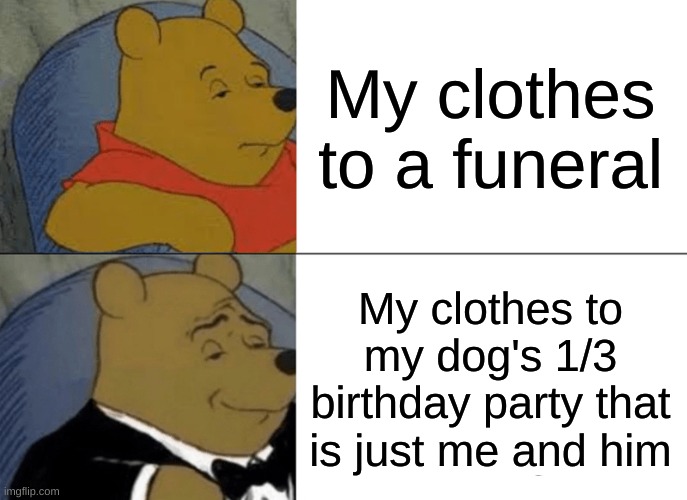 My clothes
to a funeral
My clothes to
my dog's 1/3
birthday party that
is just me and him
imgflip.com